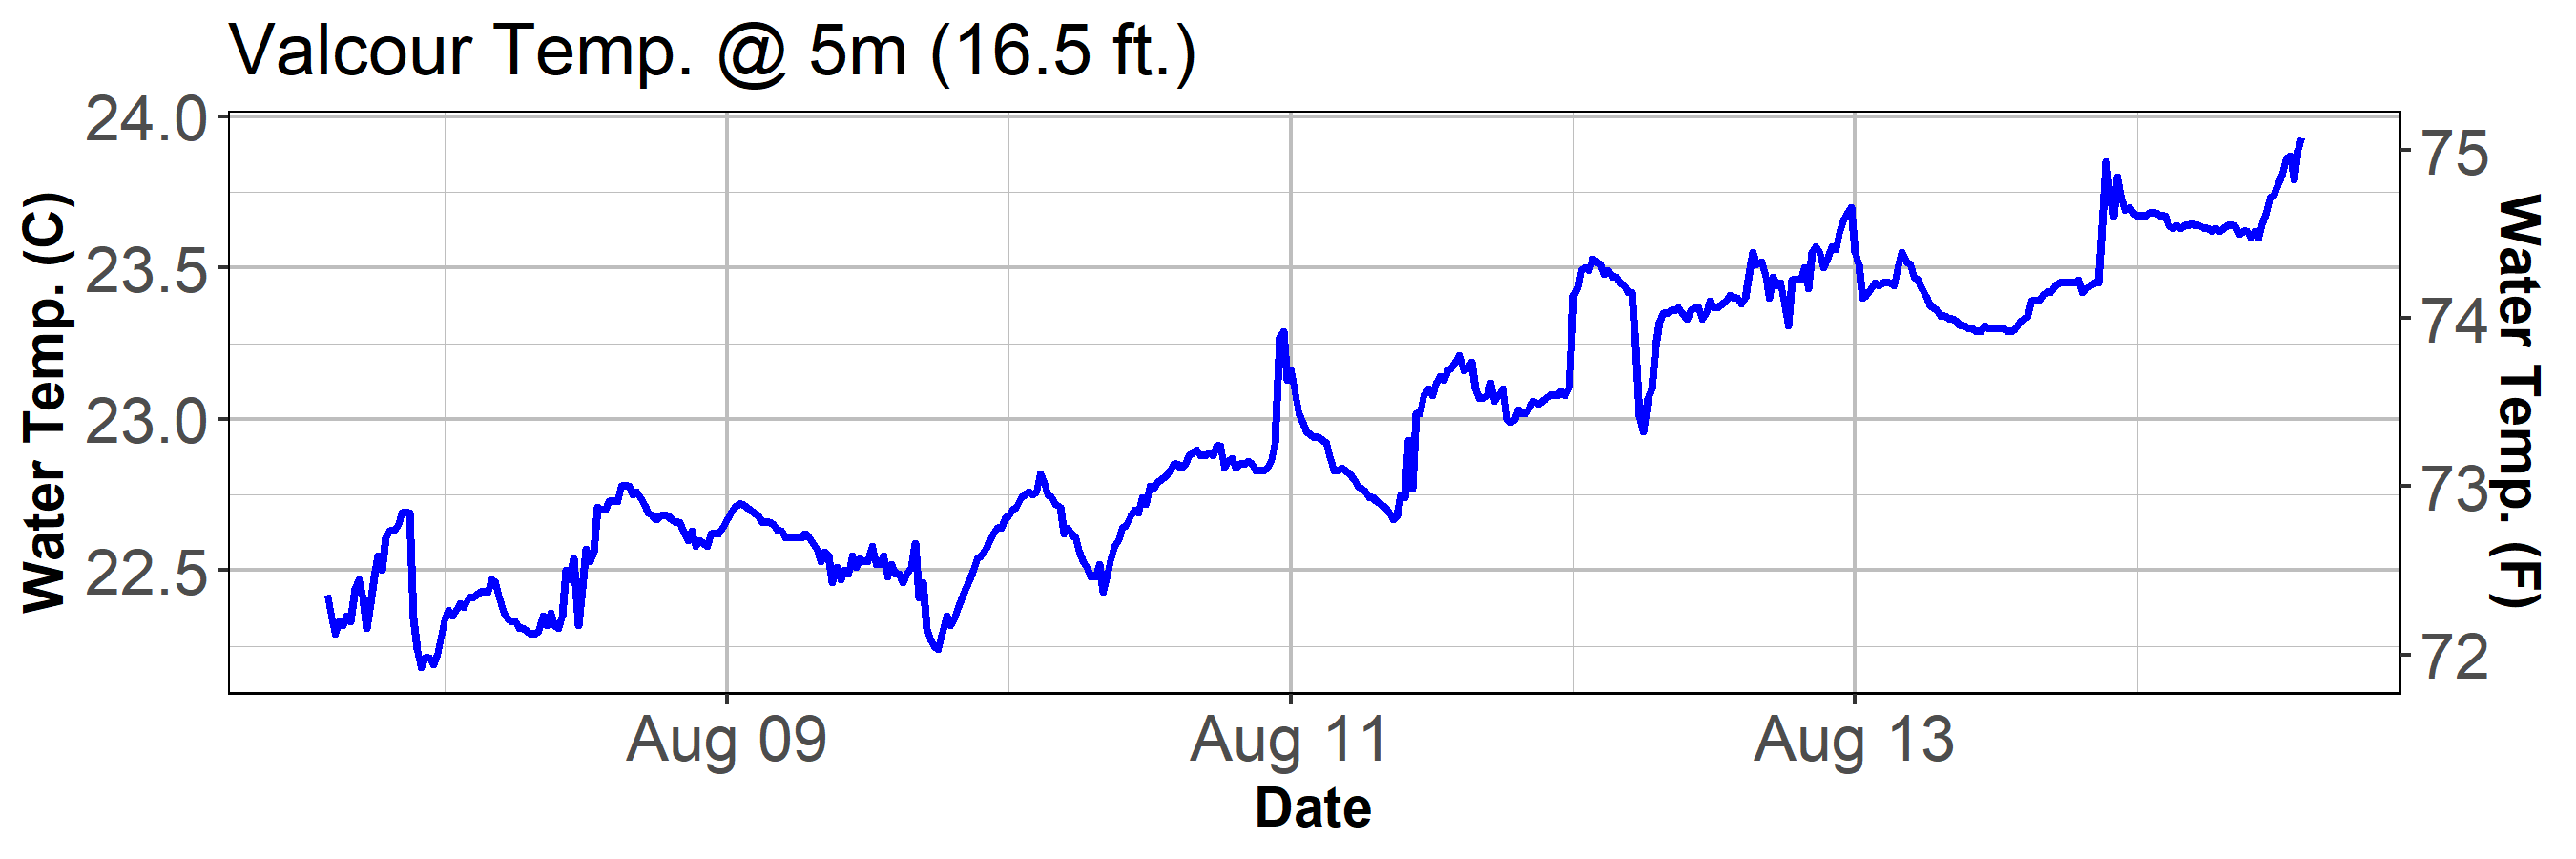 Valcour Temp. @ 5m (16.5 ft.)
24.0
23.5
23.0
22.5
Water Temp. (C)
75
74
73
72
Water Temp. (F)
Aug 09 Aug 11 Aug 13
Date